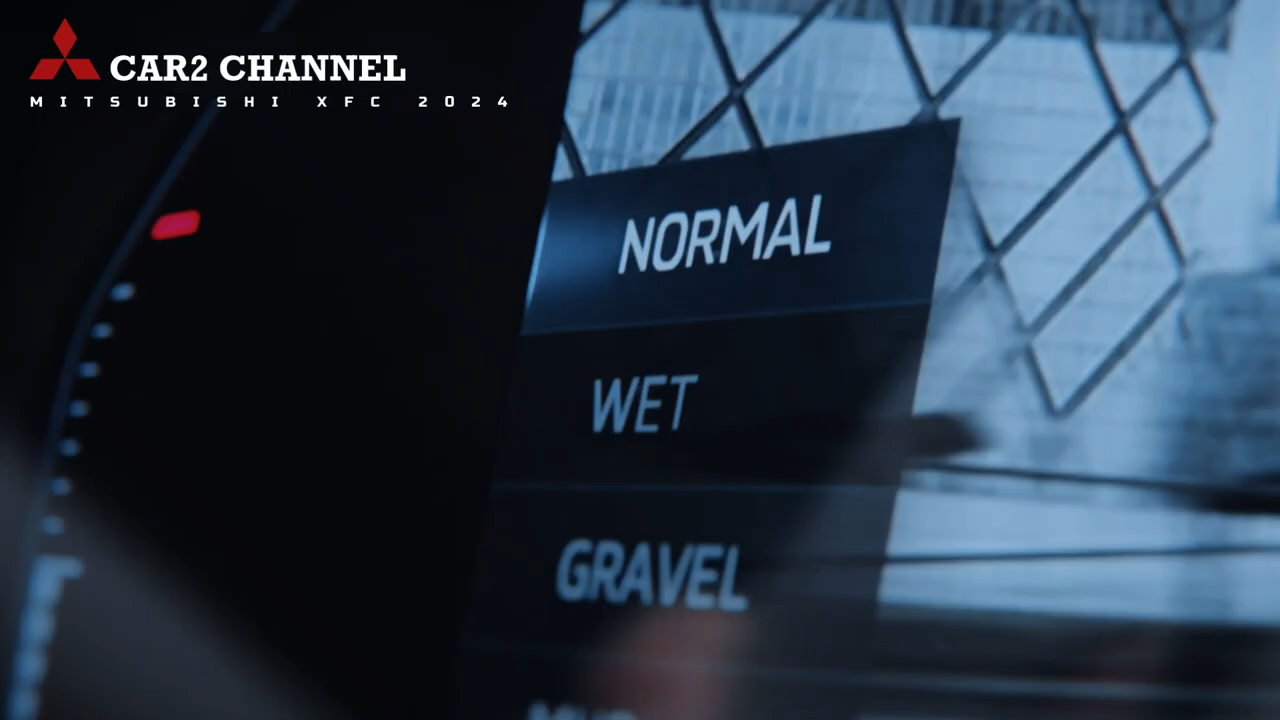 CAR2 CHANNEL
MITSUBISHI XFC 2024
NORMAL
WET
GRAVEL